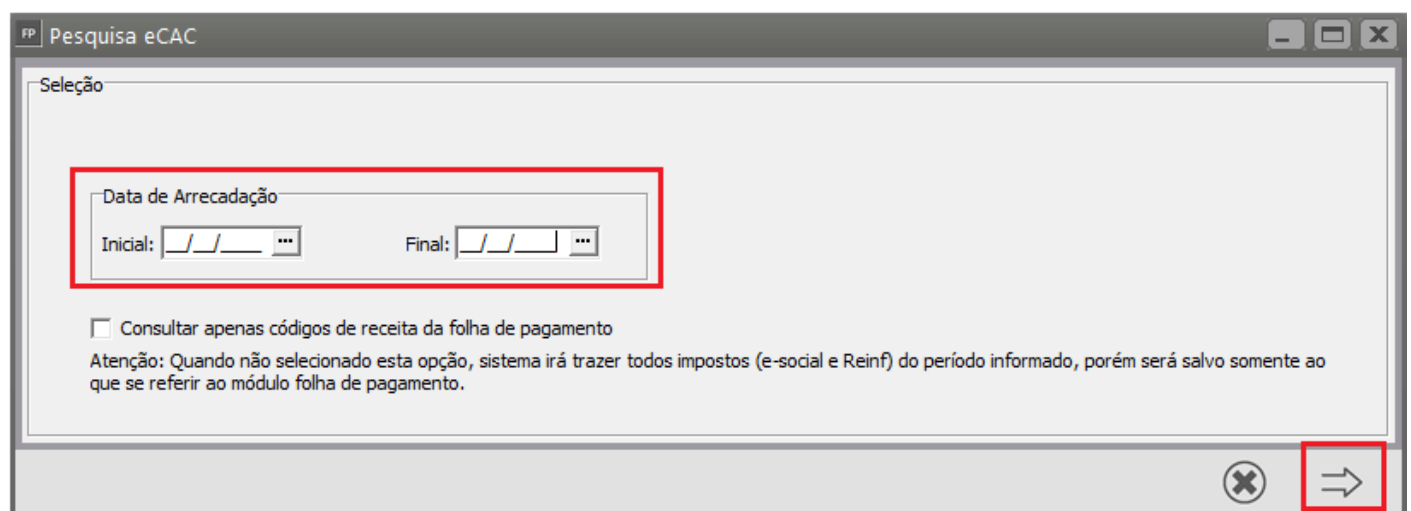 FP Pesquisa eCAC
Seleção
Data de Arrecadação
Inicial: __/__/____ ... Final: __/__/____ ...
Consultar apenas códigos de receita da folha de pagamento
Atenção: Quando não selecionado esta opção, sistema irá trazer todos impostos (e-social e Reinf) do período informado, porém será salvo somente ao
que se referir ao módulo folha de pagamento.